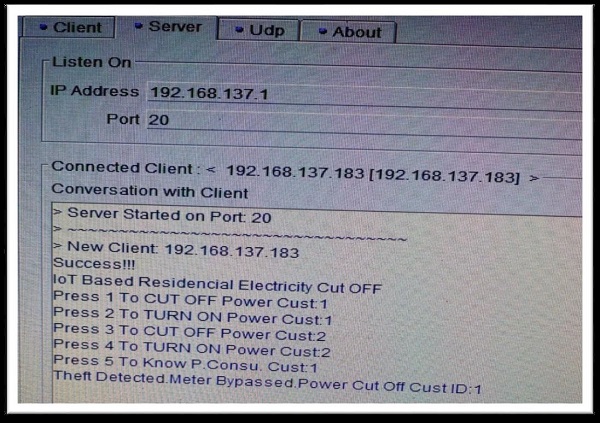 Client Server Udp About
Listen On
IP Address 192.168.137.1
Port 20
Connected Client : < 192.168.137.183 [192.168.137.183] >
Conversation with Client
> Server Started on Port: 20
> ~~~~~~~~~~~~~~~~~~~~~~~~~~~~~~~~~
> New Client: 192.168.137.183
Success!!!
IoT Based Residencial Electricity Cut OFF
Press 1 To CUT OFF Power Cust:1
Press 2 To TURN ON Power Cust:1
Press 3 To CUT OFF Power Cust:2
Press 4 To TURN ON Power Cust:2
Press 5 To Know P.Consu. Cust:1
Theft Detected.Meter Bypassed.Power Cut Off Cust ID:1